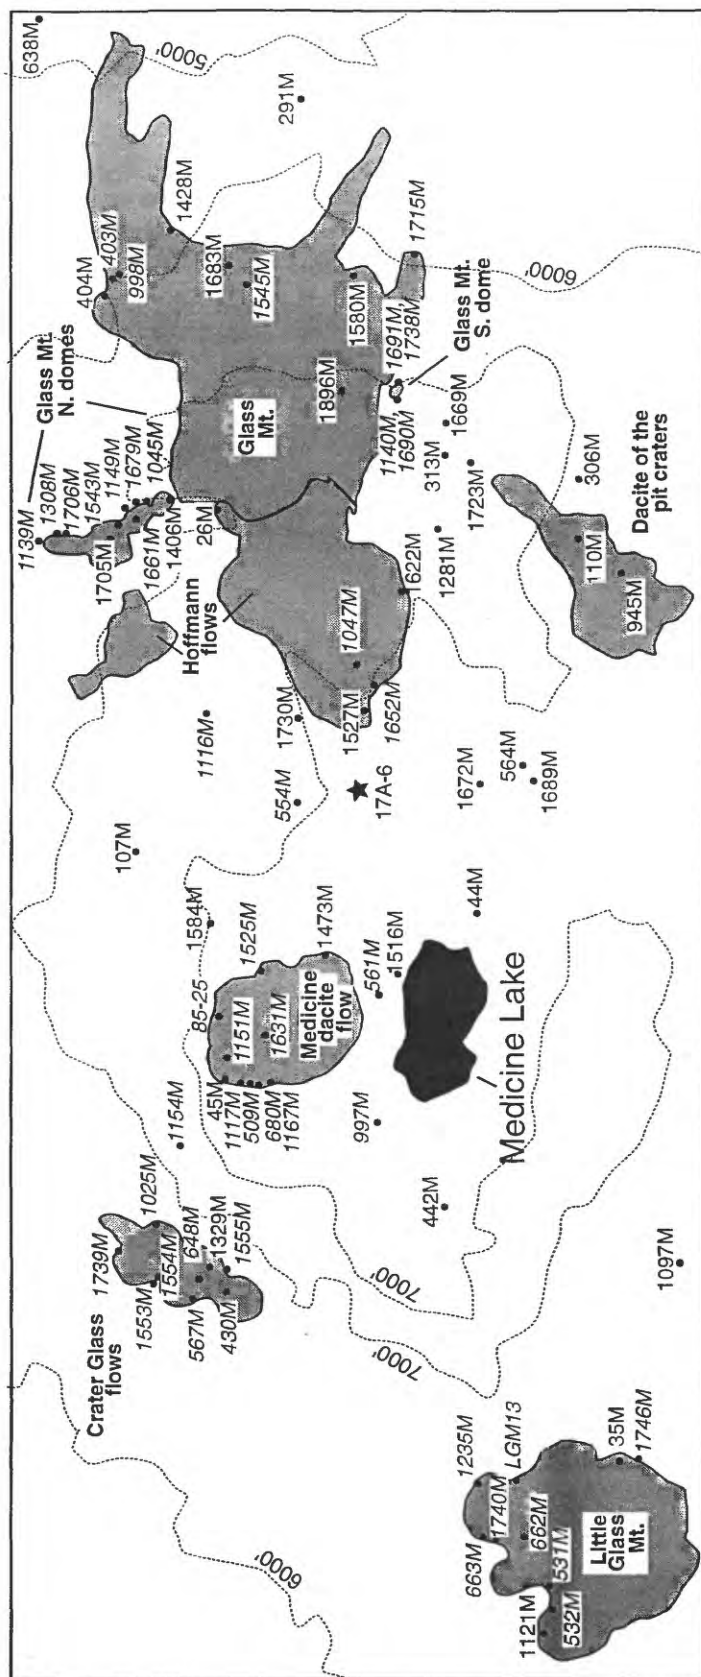 638M
5000'
291M
1428M
403M
998M
404M
1683M
1545M
1580M
1715M
6000'
1691M,
1738M
Glass Mt.
S. dome
Glass Mt.
N. domes
Glass
Mt.
1896M
1140M,
1690M
1669M
313M
1723M
306M
Dacite of the
pit craters
110M
945M
1139M
1308M
1706M
1543M
1149M
1679M
1045M
1705M
1661M
1406M
26M
Hoffmann
flows
1622M
1281M
1047M
1527M
1652M
1730M
1116M
554M
17A-6
1672M
564M
1689M
107M
1584M
1525M
1473M
85-25
1151M
1631M
Medicine
dacite
flow
561M
1516M
44M
Medicine Lake
45M
1117M
509M
680M
1167M
997M
442M
1154M
1025M
1739M
1553M
1554M
648M
1329M
1555M
567M
430M
Crater Glass
flows
7000'
7000'
1097M
6000'
1235M
LGM13
1740M
663M
662M
531M
1121M
532M
Little
Glass
Mt.
35M
1746M